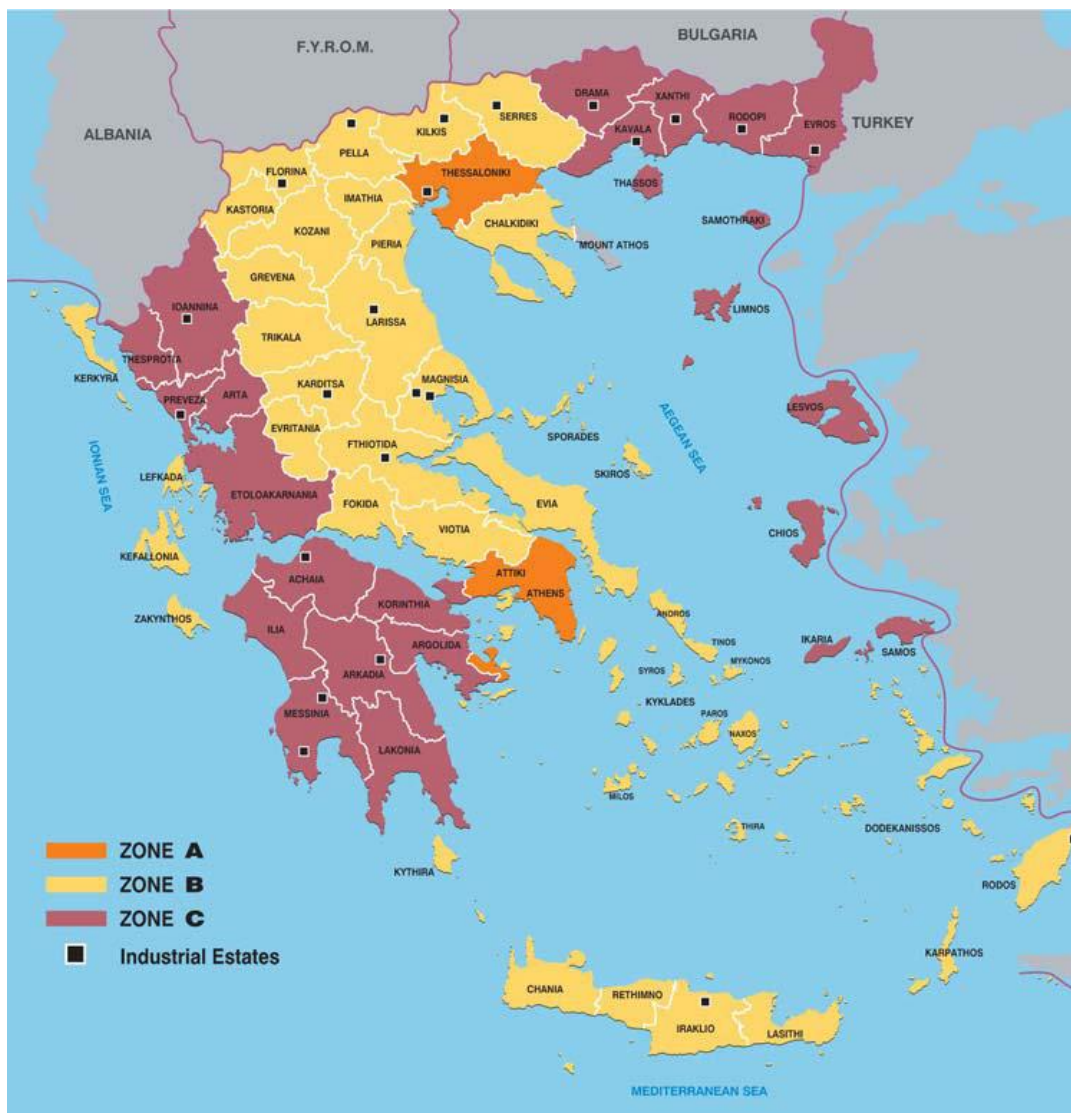 BULGARIA
F.Y.R.O.M.
DRAMA
XANTHI
SERRES
RODOPI
TURKEY
EVROS
KAVALA
KILKIS
ALBANIA
PELLA
FLORINA
THESSALONIKI
THASSOS
IMATHIA
KASTORIA
SAMOTHRAKI
CHALKIDIKI
KOZANI
MOUNT ATHOS
PIERIA
GREVENA
IOANNINA
LIMNOS
LARISSA
TRIKALA
THESPROTIA
KERKYRA
MAGNISIA
KARDITSA
ARTA
PREVEZA
LESVOS
AEGEAN SEA
EVRITANIA
SPORADES
FTHIOTIDA
IONIAN SEA
SKIROS
LEFKADA
ETOLOAKARNANIA
EVIA
FOKIDA
VIOTIA
CHIOS
KEFALLONIA
ATTIKI
ACHAIA
ATHENS
KORINTHIA
ANDROS
ZAKYNTHOS
ILIA
TINOS
IKARIA
ARGOLIDA
SAMOS
MYKONOS
SYROS
ARKADIA
KYKLADES
MESSINIA
PAROS
NAXOS
LAKONIA
MILOS
THIRA
DODEKANISSOS
ZONE A
KYTHIRA
ZONE B
RODOS
ZONE C
KARPATHOS
Industrial Estates
CHANIA
RETHIMNO
IRAKLIO
LASITHI
MEDITERRANEAN SEA